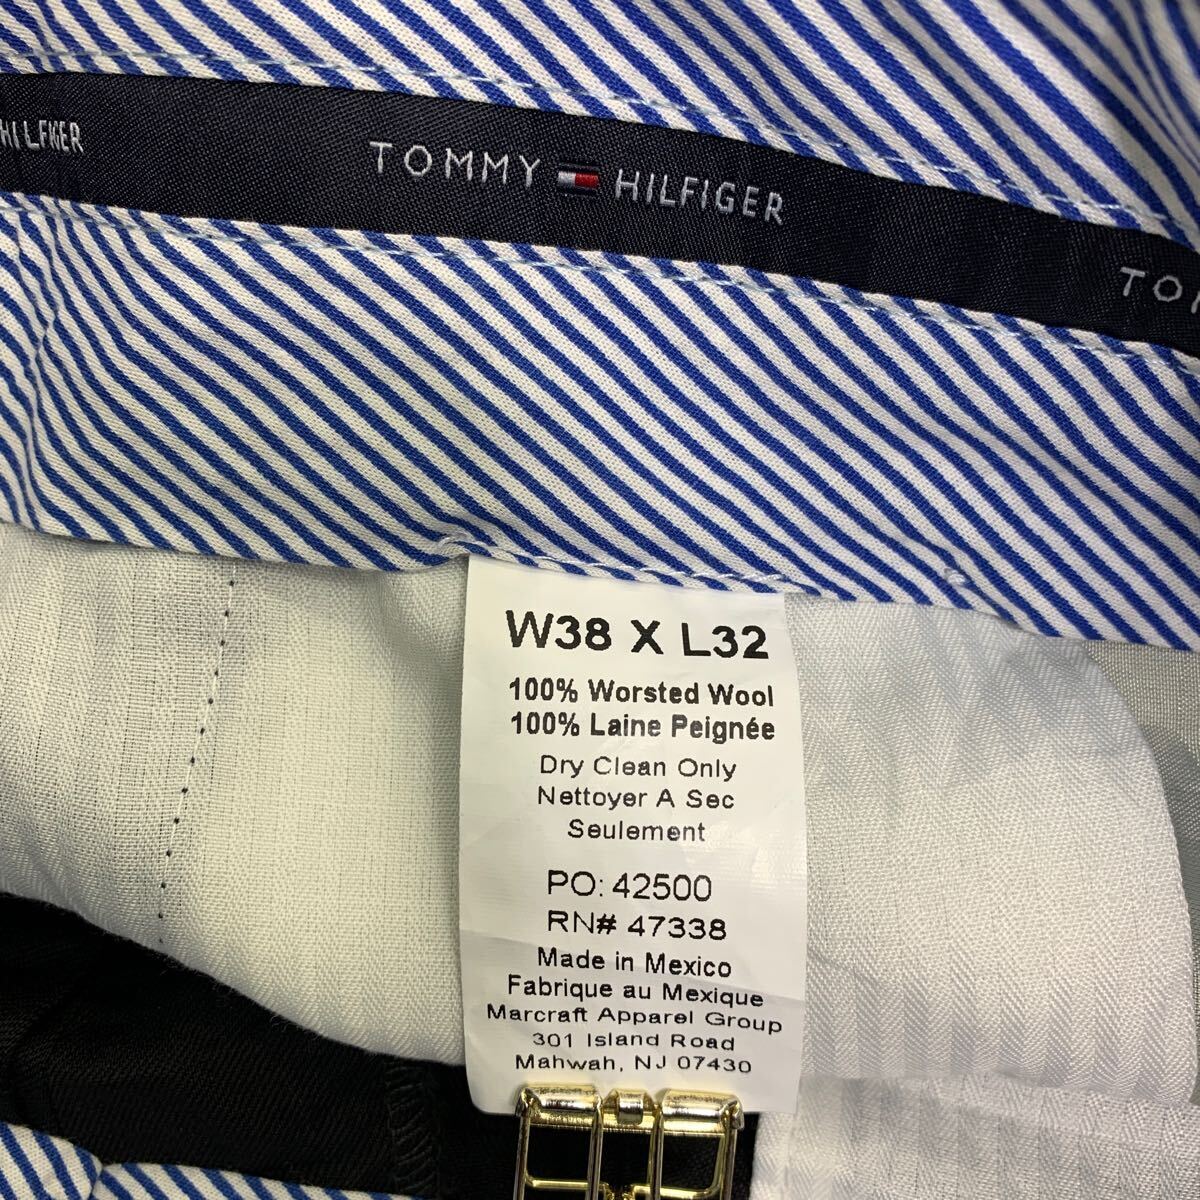 HILFIGER
TOMMY HILFIGER
TO
W38 X L32
100% Worsted Wool
100% Laine Peignée
Dry Clean Only
Nettoyer A Sec
Seulement
PO: 42500
RN# 47338
Made in Mexico
Fabrique au Mexique
Marcraft Apparel Group
301 Island Road
Mahwah, NJ 07430